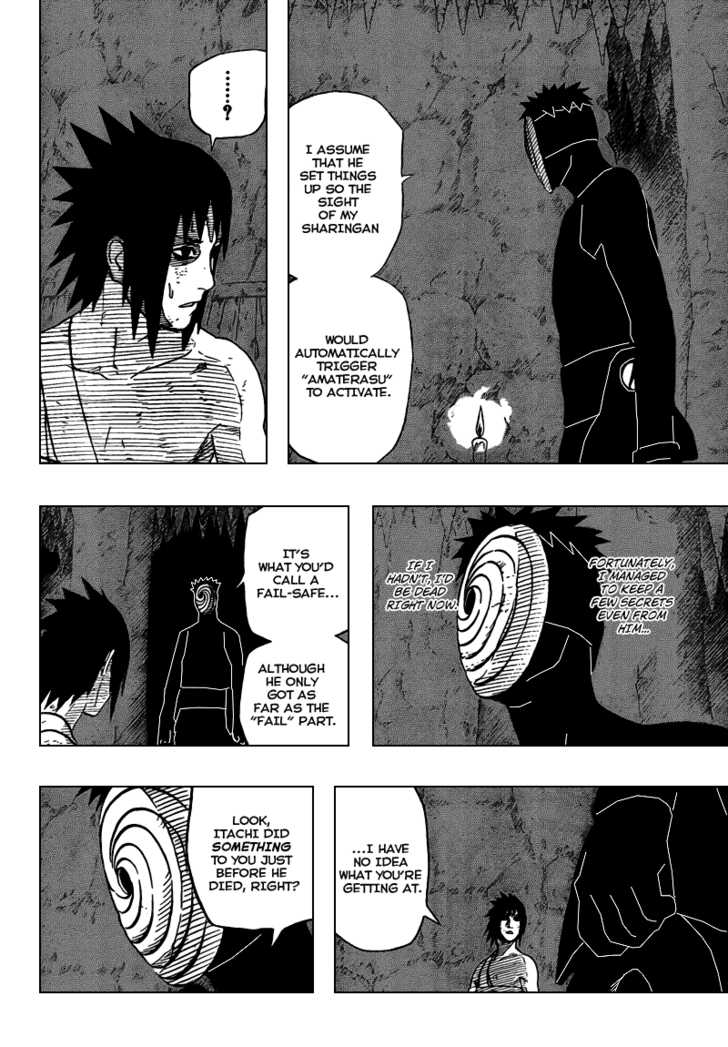 I ASSUME
THAT HE
SET THINGS
UP SO THE
SIGHT
OF MY
SHARINGAN
WOULD
AUTOMATICALLY
TRIGGER
"AMATERASU"
TO ACTIVATE.
......?
FORTUNATELY,
I MANAGED
TO KEEP A
FEW SECRETS
EVEN FROM
HIM...
IF I
HADN'T, I'D
BE DEAD
RIGHT NOW.
IT'S
WHAT YOU'D
CALL A
FAIL-SAFE...
ALTHOUGH
HE ONLY
GOT AS
FAR AS THE
"FAIL" PART.
...I HAVE
NO IDEA
WHAT YOU'RE
GETTING AT.
LOOK,
ITACHI DID
SOMETHING
TO YOU JUST
BEFORE HE
DIED, RIGHT?